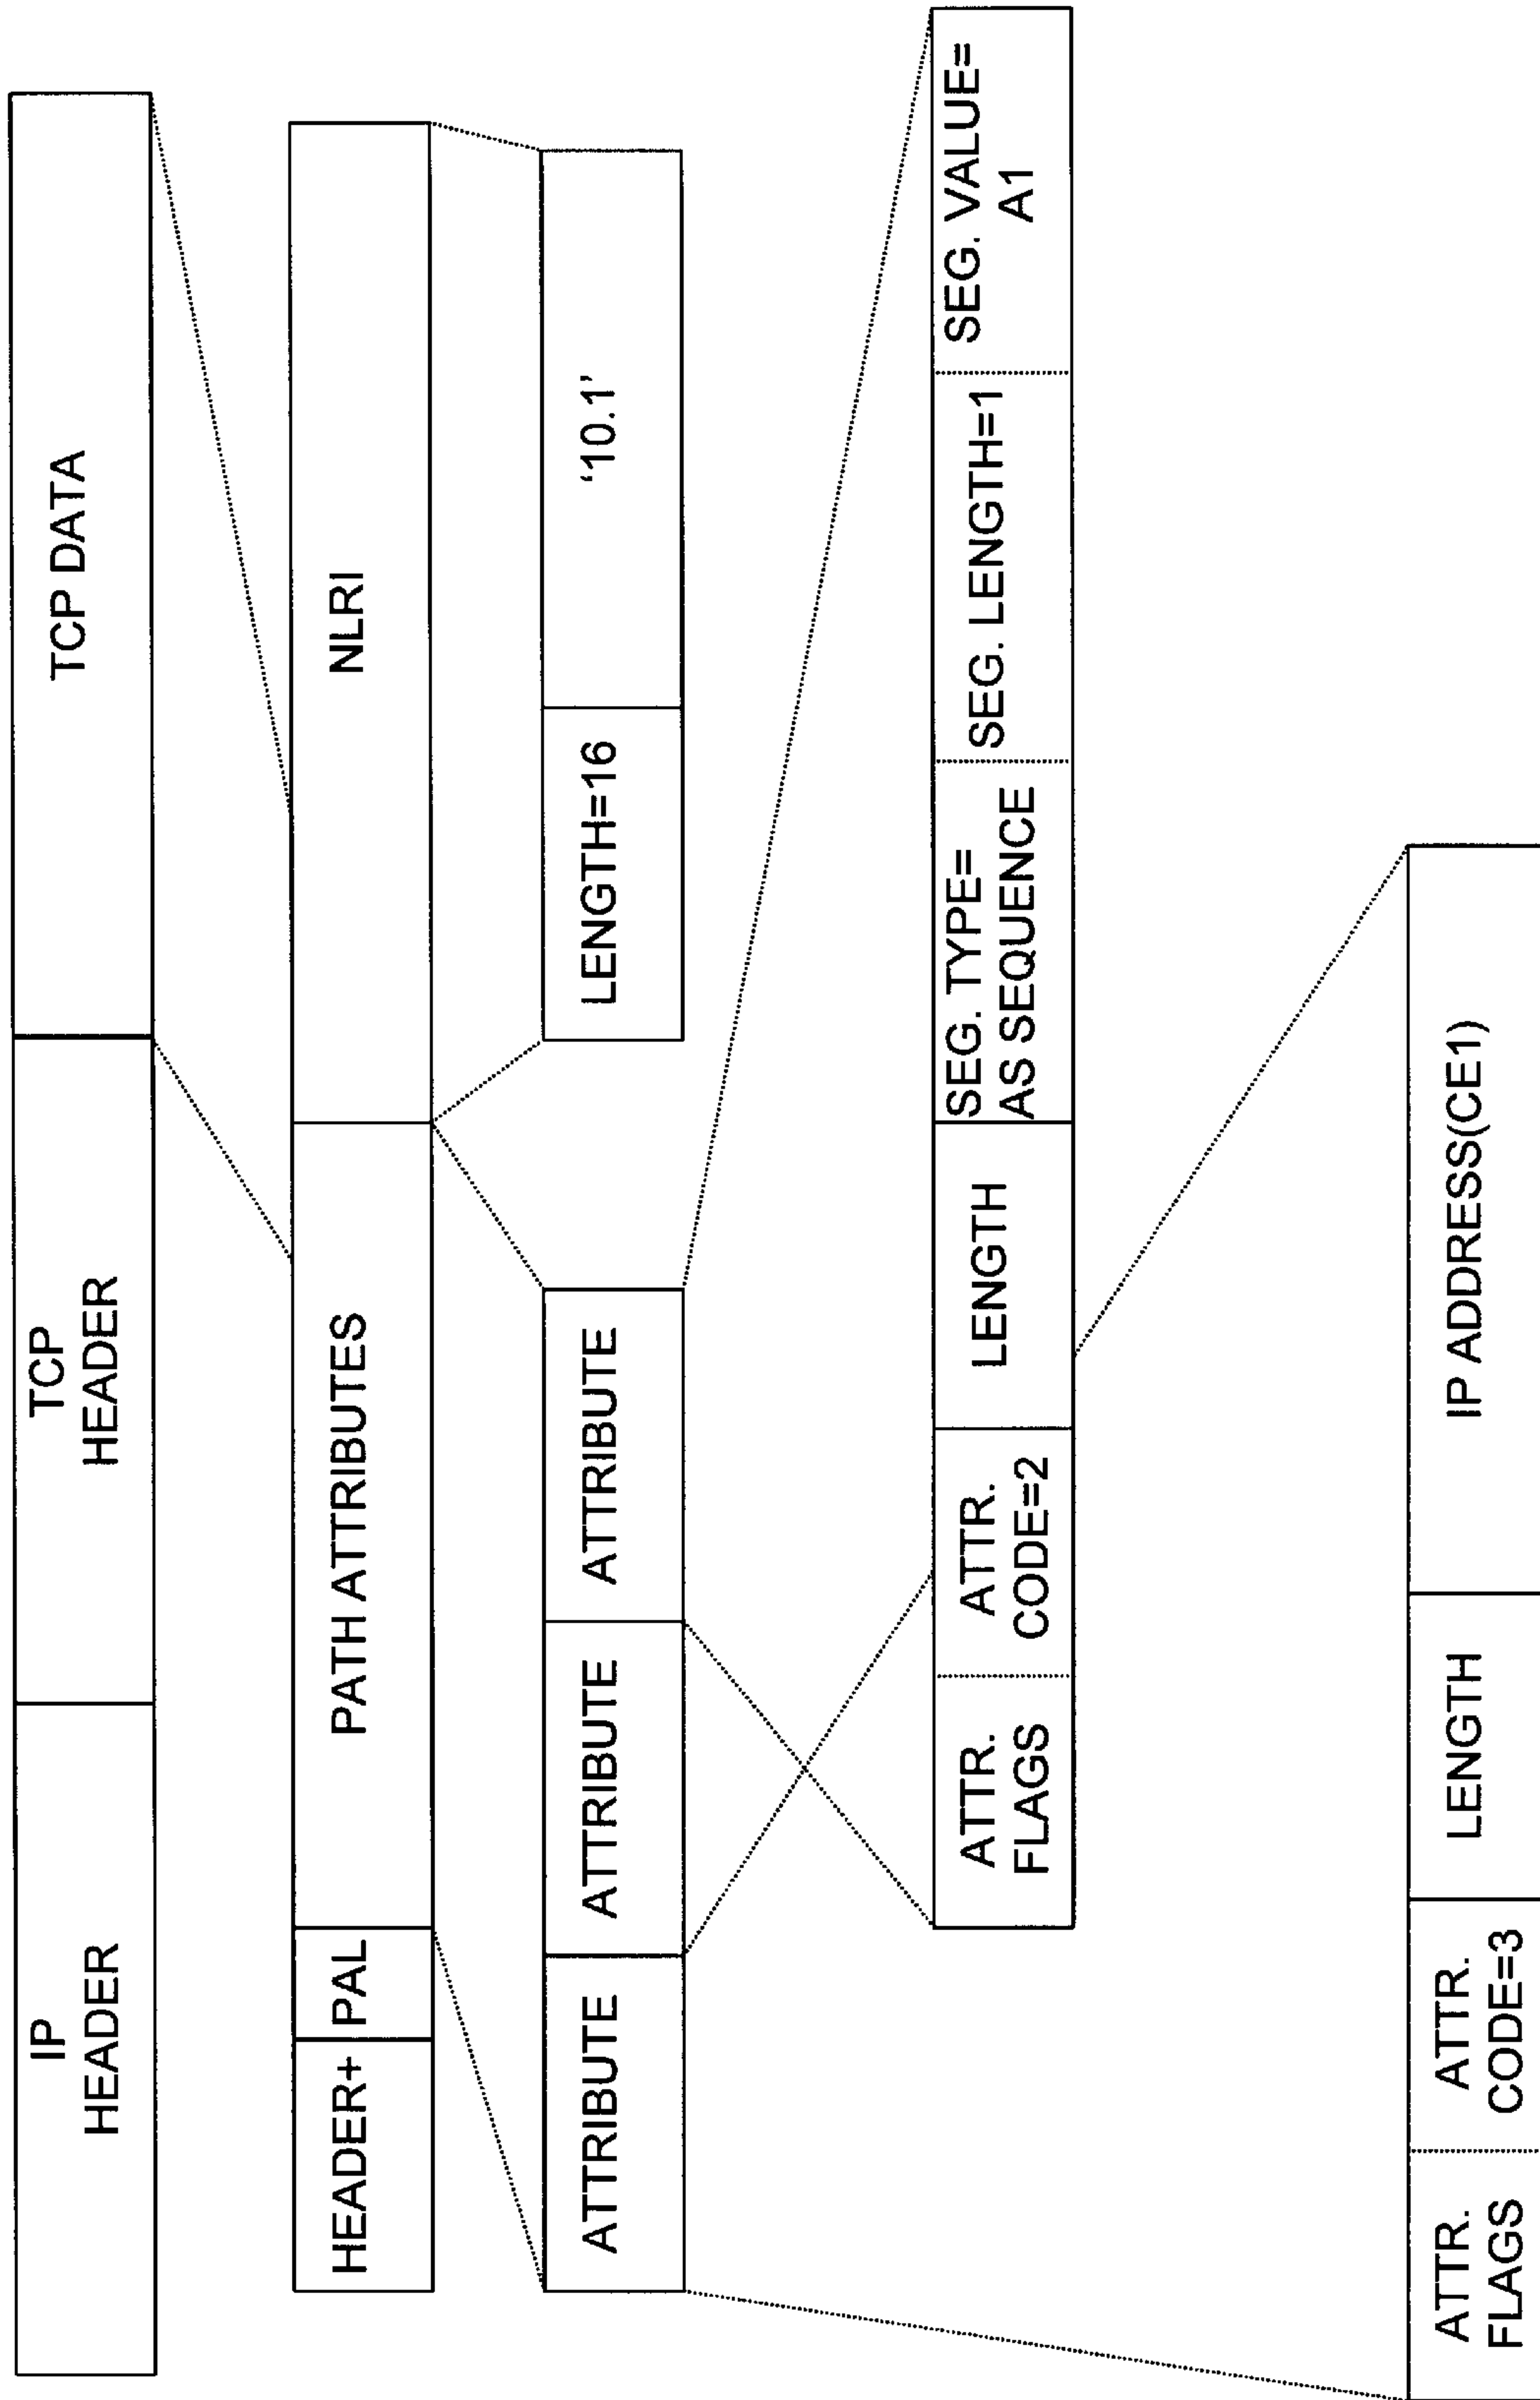 IP
HEADER
TCP
HEADER
TCP DATA
HEADER+
PAL
PATH ATTRIBUTES
NLRI
ATTRIBUTE
ATTRIBUTE
ATTRIBUTE
LENGTH=16
‘10.1’
ATTR.
FLAGS
ATTR.
CODE=2
LENGTH
SEG. TYPE=
AS SEQUENCE
SEG. LENGTH=1
SEG. VALUE=
A1
ATTR.
FLAGS
ATTR.
CODE=3
LENGTH
IP ADDRESS(CE1)